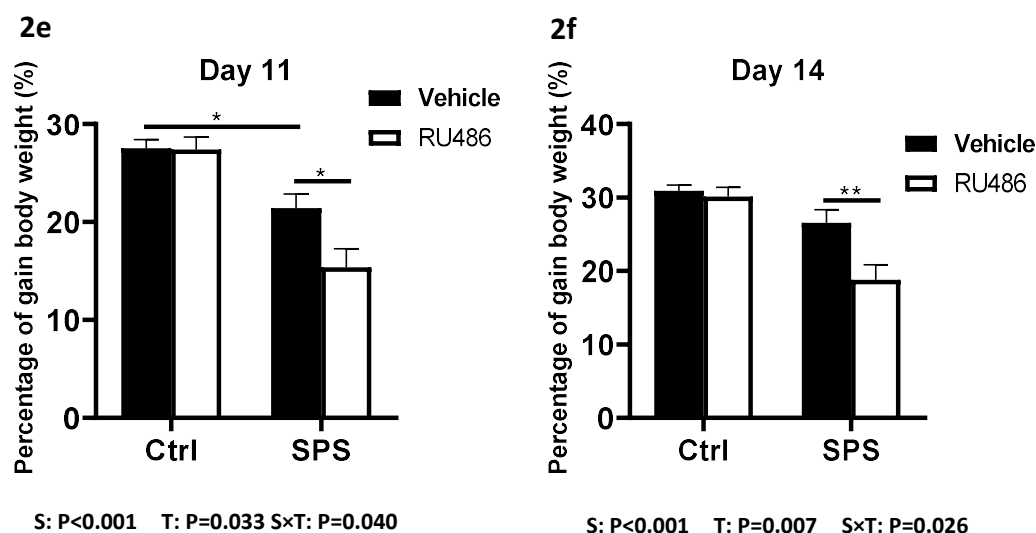 2e
Day 11
Percentage of gain body weight (%)
Vehicle
RU486
30
20
10
0
*
*
Ctrl
SPS
S: P<0.001 T: P=0.033 S×T: P=0.040
2f
Day 14
Percentage of gain body weight (%)
Vehicle
RU486
40
30
20
10
0
**
Ctrl
SPS
S: P<0.001 T: P=0.007 S×T: P=0.026